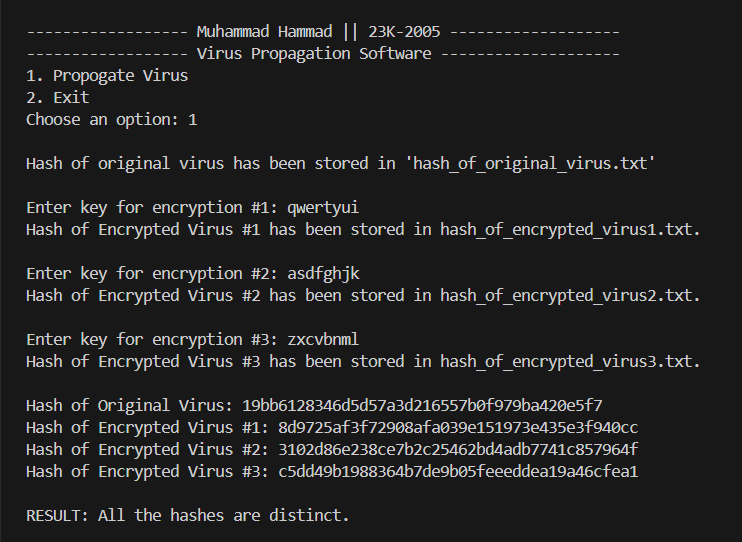 ------------------ Muhammad Hammad || 23K-2005 -------------------
------------------ Virus Propagation Software --------------------
1. Propogate Virus
2. Exit
Choose an option: 1
Hash of original virus has been stored in 'hash_of_original_virus.txt'
Enter key for encryption #1: qwertyui
Hash of Encrypted Virus #1 has been stored in hash_of_encrypted_virus1.txt.
Enter key for encryption #2: asdfghjk
Hash of Encrypted Virus #2 has been stored in hash_of_encrypted_virus2.txt.
Enter key for encryption #3: zxcvbnml
Hash of Encrypted Virus #3 has been stored in hash_of_encrypted_virus3.txt.
Hash of Original Virus: 19bb6128346d5d57a3d216557b0f979ba420e5f7
Hash of Encrypted Virus #1: 8d9725af3f72908afa039e151973e435e3f940cc
Hash of Encrypted Virus #2: 3102d86e238ce7b2c25462bd4adb7741c857964f
Hash of Encrypted Virus #3: c5dd49b1988364b7de9b05feeeddea19a46cfea1
RESULT: All the hashes are distinct.